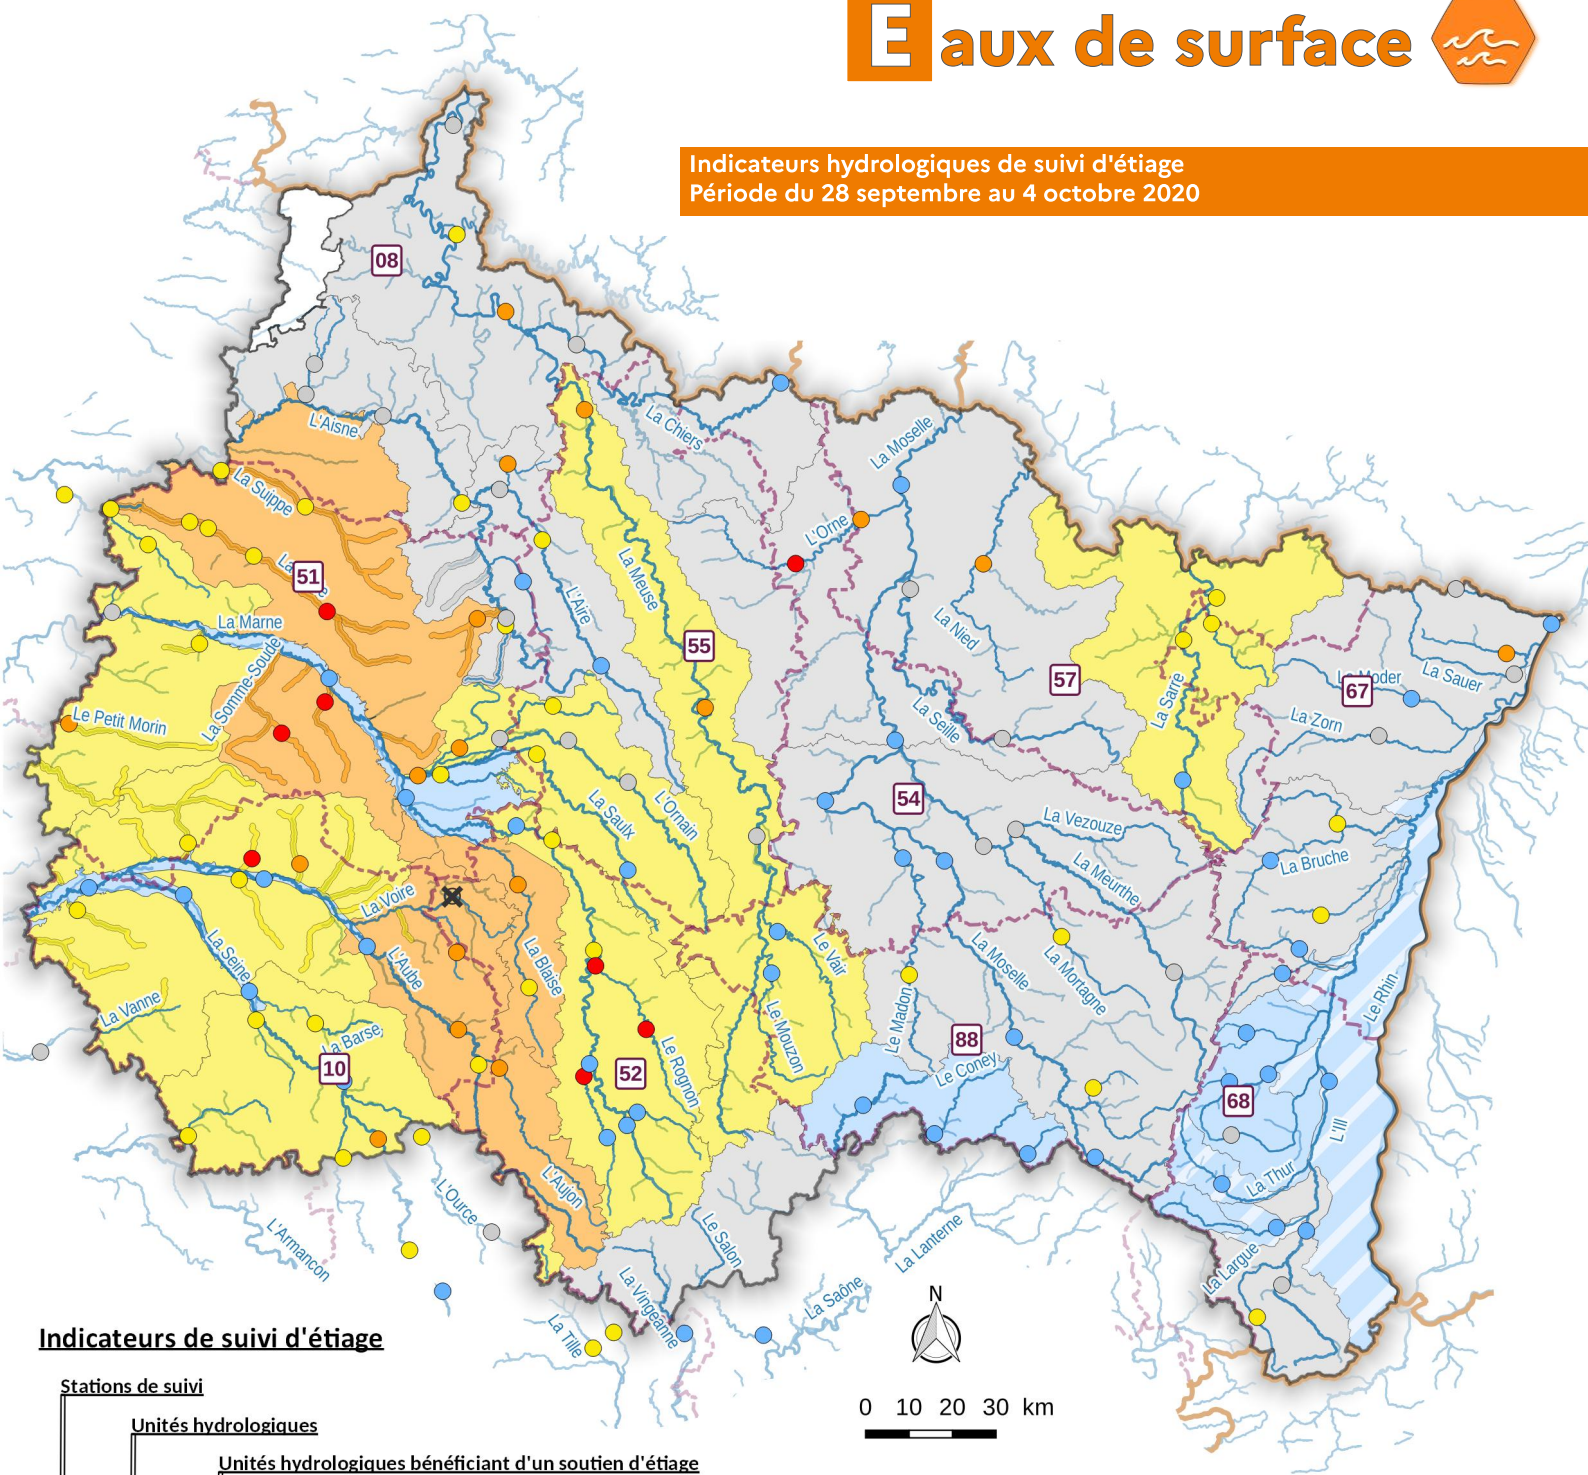 Eaux de surface
Indicateurs hydrologiques de suivi d'étiage
Période du 28 septembre au 4 octobre 2020
08
L'Aisne
La Chiers
La Moselle
La Suippe
L'Orne
51
La Meuse
L'Aire
La Marne
La Nied
55
57
La Sarre
La Moder
67
La Sauer
La Somme-Soude
Le Petit Morin
La Seille
La Zorn
54
La Saulx
L'Ornain
La Vezouze
La Meurthe
La Bruche
La Voire
La Seine
L'Aube
La Blaise
Le Vair
La Moselle
La Mortagne
La Vanne
La Barse
Le Madon
Le Mouzon
Le Rhin
10
52
Le Rognon
88
Le Coney
68
L'Ill
La Thur
L'Aujon
L'Ource
L'Armançon
Le Salon
La Lanterne
La Largue
La Vingeanne
La Saône
La Tille
N
0 10 20 30 km
Indicateurs de suivi d'étiage
Stations de suivi
Unités hydrologiques
Unités hydrologiques bénéficiant d'un soutien d'étiage